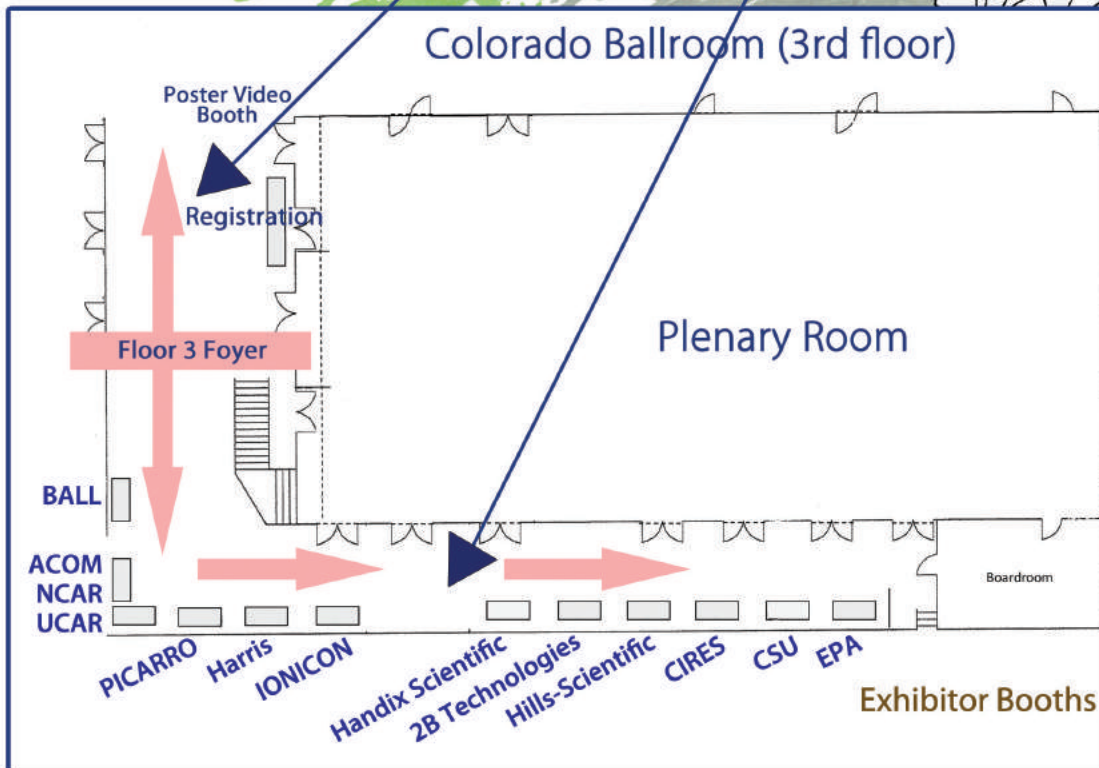 Colorado Ballroom (3rd floor)
Poster Video
Booth
Registration
Floor 3 Foyer
Plenary Room
BALL
ACOM
NCAR
UCAR
Boardroom
PICARRO
Harris
IONICON
Handix Scientific
2B Technologies
Hills-Scientific
CIRES
CSU
EPA
Exhibitor Booths